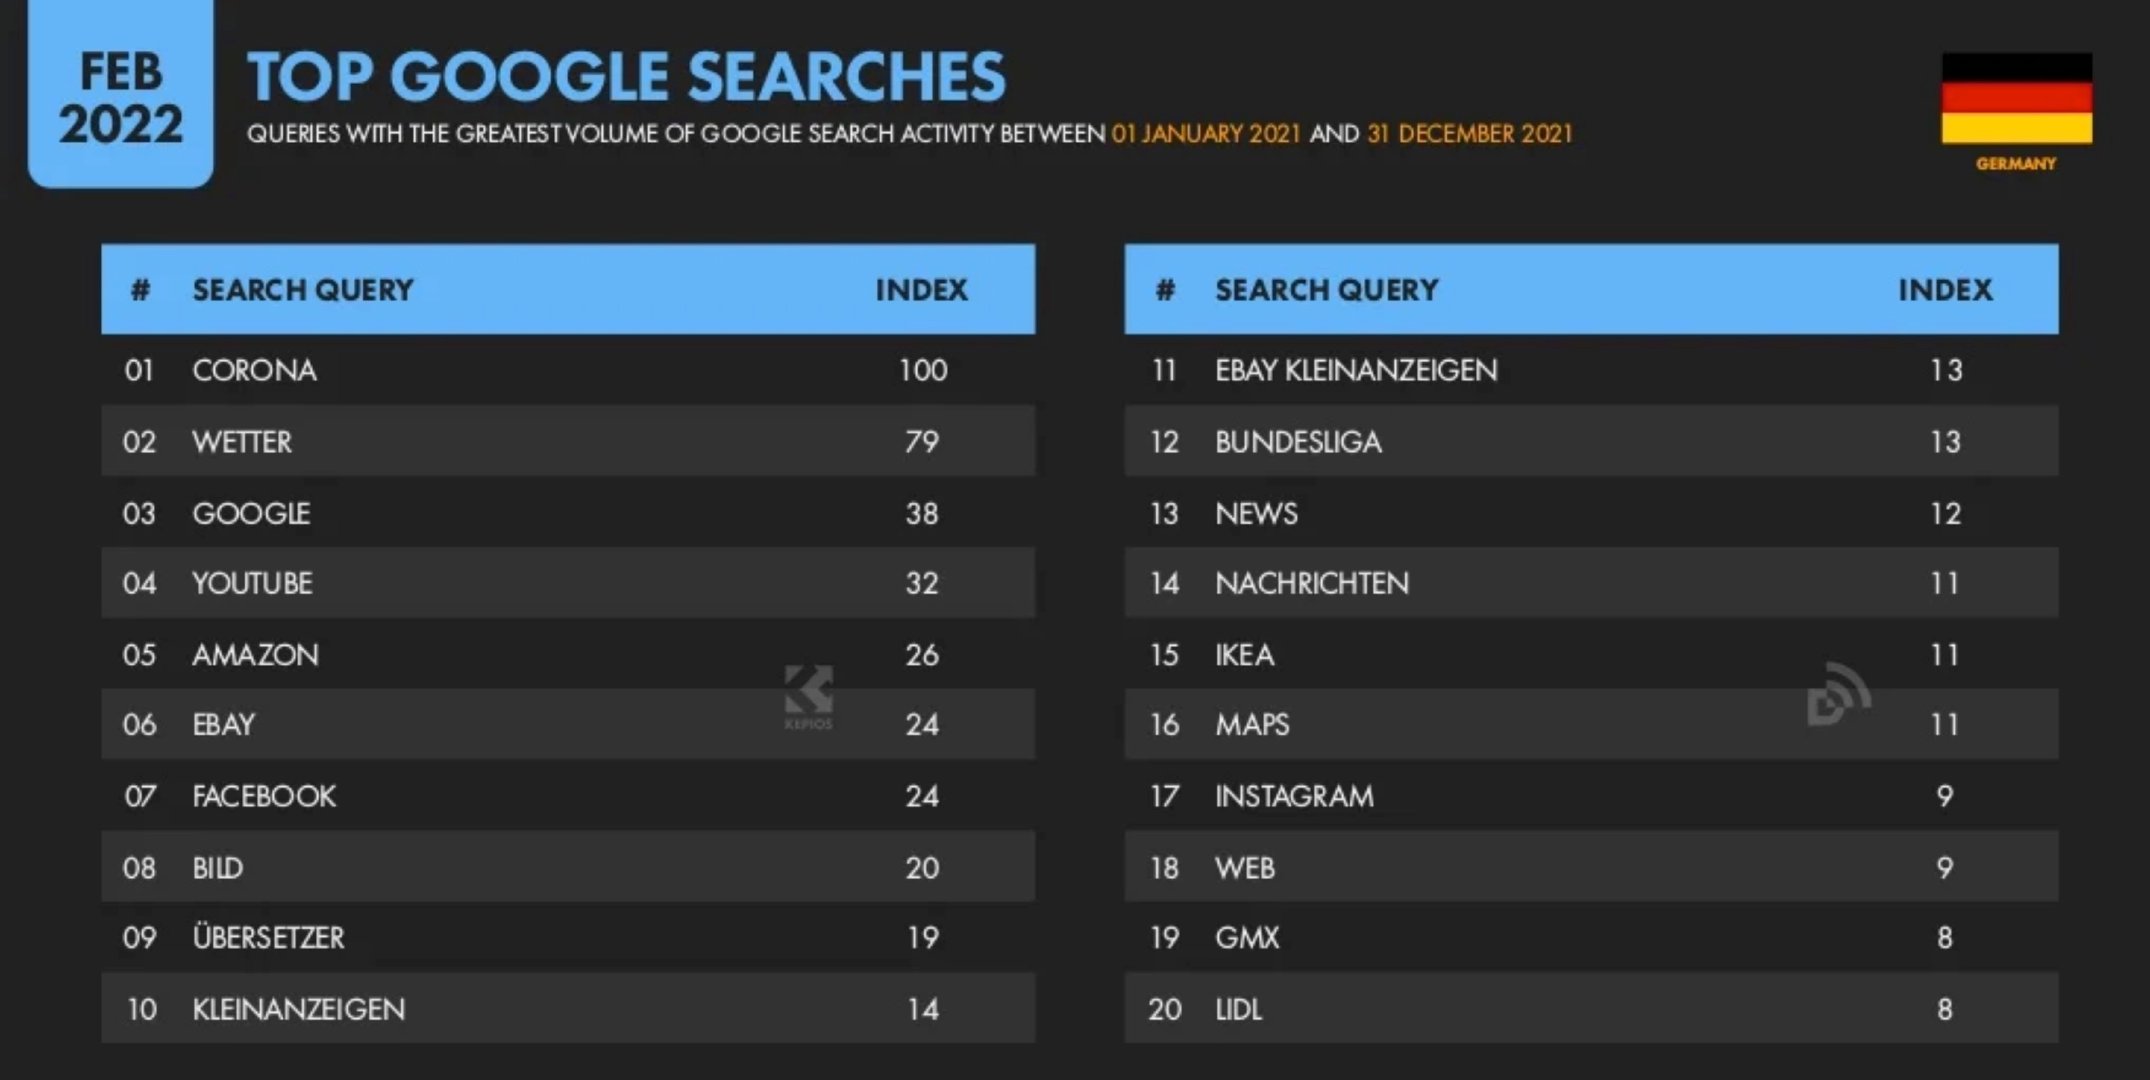 FEB
2022
TOP GOOGLE SEARCHES
QUERIES WITH THE GREATEST VOLUME OF GOOGLE SEARCH ACTIVITY BETWEEN 01 JANUARY 2021 AND 31 DECEMBER 2021
GERMANY
# SEARCH QUERY INDEX
01 CORONA 100
02 WETTER 79
03 GOOGLE 38
04 YOUTUBE 32
05 AMAZON 26
06 EBAY 24
07 FACEBOOK 24
08 BILD 20
09 ÜBERSETZER 19
10 KLEINANZEIGEN 14
KEPIOS
# SEARCH QUERY INDEX
11 EBAY KLEINANZEIGEN 13
12 BUNDESLIGA 13
13 NEWS 12
14 NACHRICHTEN 11
15 IKEA 11
16 MAPS 11
17 INSTAGRAM 9
18 WEB 9
19 GMX 8
20 LIDL 8